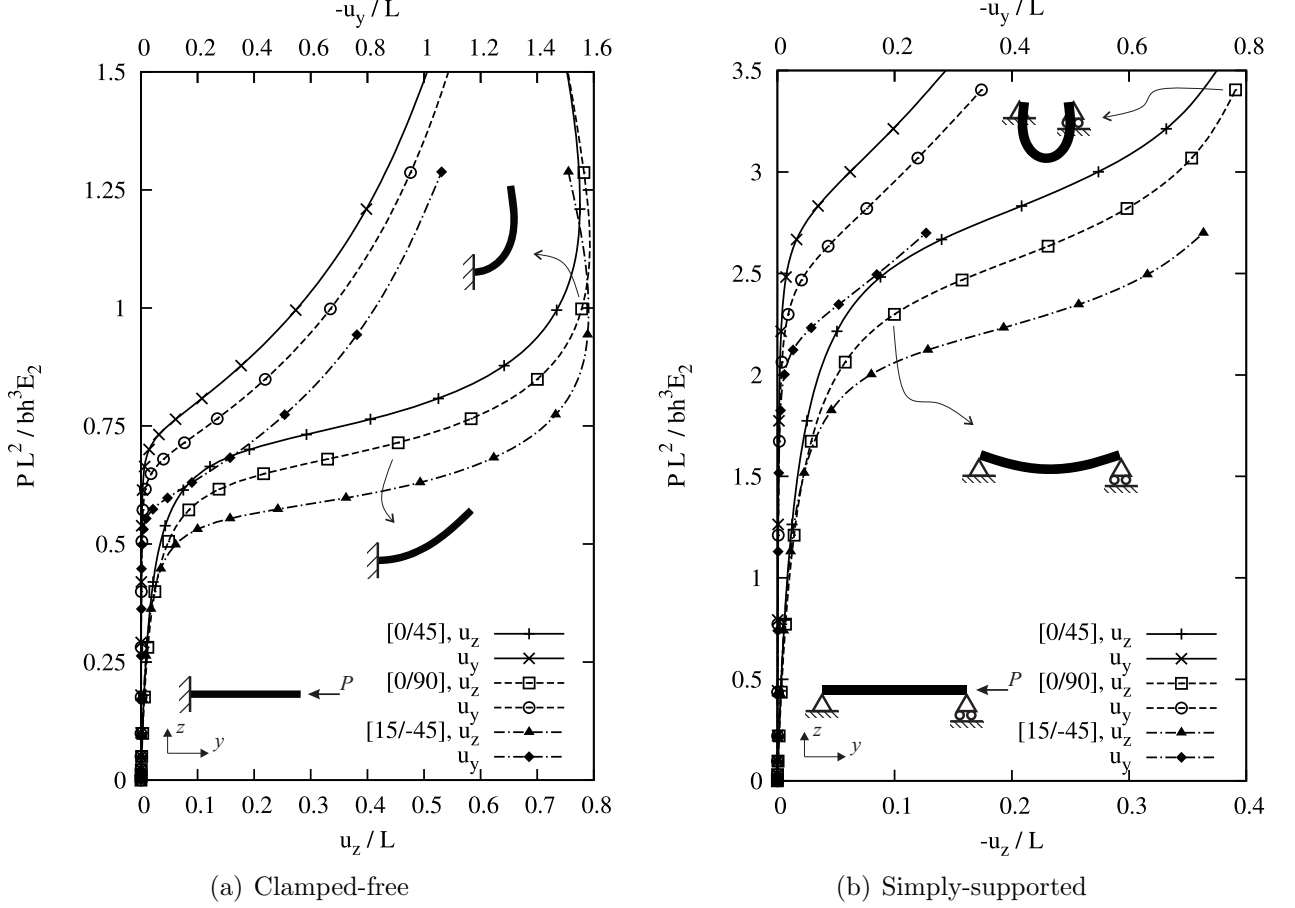 -u_y / L
0 0.2 0.4 0.6 0.8 1 1.2 1.4 1.6
1.5
1.25
1
0.75
0.5
0.25
0
P L^2 / bh^3E_2
[0/45], u_z
u_y
[0/90], u_z
u_y
[15/-45], u_z
u_y
P
z
y
0 0.1 0.2 0.3 0.4 0.5 0.6 0.7 0.8
u_z / L
(a) Clamped-free
-u_y / L
0 0.2 0.4 0.6 0.8
3.5
3
2.5
2
1.5
1
0.5
0
P L^2 / bh^3E_2
[0/45], u_z
u_y
[0/90], u_z
u_y
[15/-45], u_z
u_y
P
z
y
0 0.1 0.2 0.3 0.4
-u_z / L
(b) Simply-supported